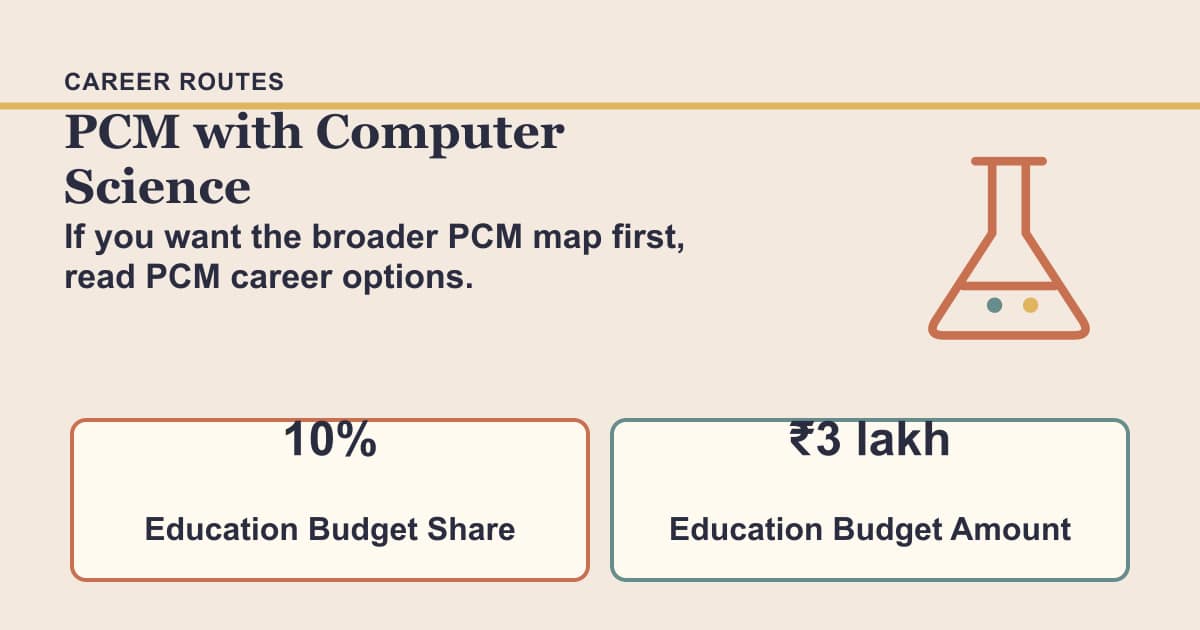 CAREER ROUTES
PCM with Computer
Science
If you want the broader PCM map first,
read PCM career options.
10%
Education Budget Share
₹3 lakh
Education Budget Amount